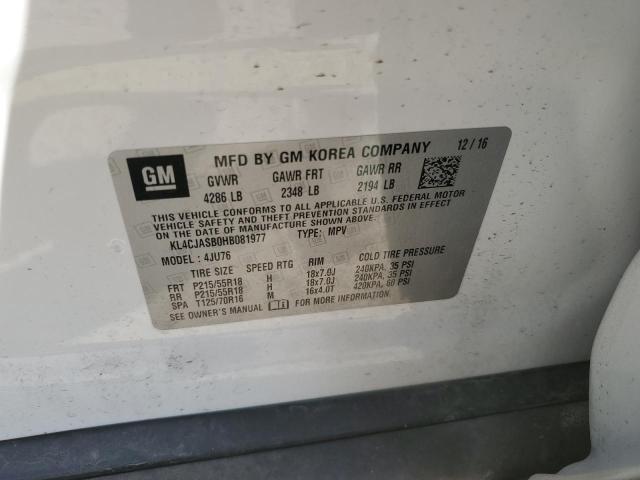 GM
MFD BY GM KOREA COMPANY 12/16
GVWR GAWR FRT GAWR RR
4286 LB 2348 LB 2194 LB
THIS VEHICLE CONFORMS TO ALL APPLICABLE U.S. FEDERAL MOTOR
VEHICLE SAFETY AND THEFT PREVENTION STANDARDS IN EFFECT
ON THE DATE OF MANUFACTURE SHOWN ABOVE.
KL4CJASB0HB081977 TYPE: MPV
MODEL: 4JU76
TIRE SIZE SPEED RTG RIM COLD TIRE PRESSURE
FRT P215/55R18 H 18x7.0J 240KPA, 35 PSI
RR P215/55R18 H 18x7.0J 240KPA, 35 PSI
SPA T125/70R16 M 16x4.0T 420KPA, 60 PSI
SEE OWNER'S MANUAL